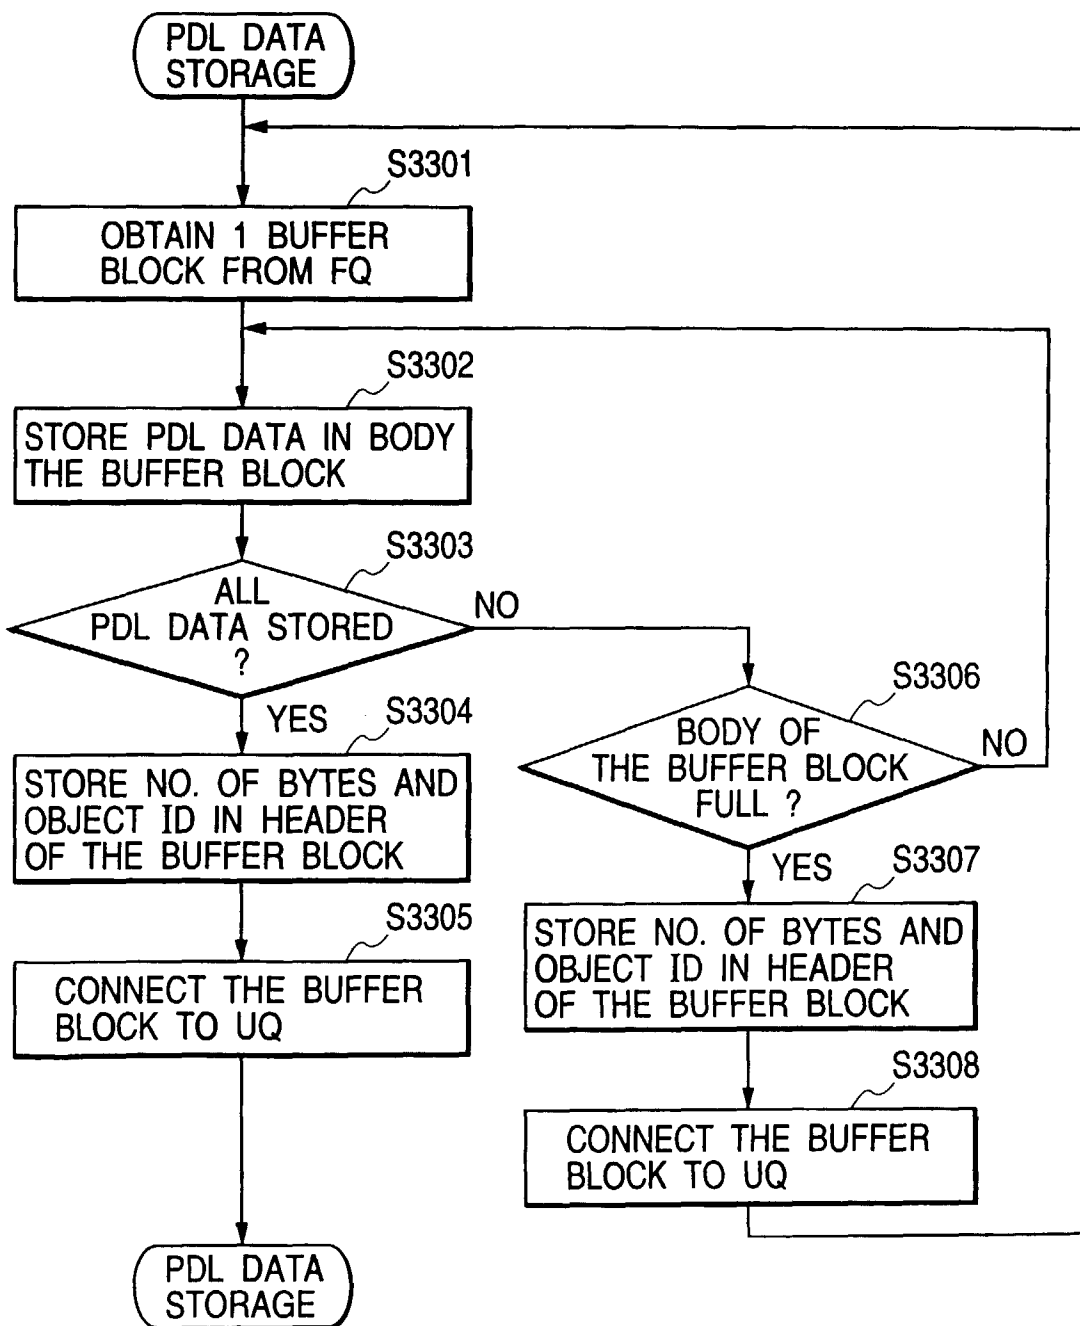 PDL DATA
STORAGE
S3301
OBTAIN 1 BUFFER
BLOCK FROM FQ
S3302
STORE PDL DATA IN BODY
THE BUFFER BLOCK
S3303
ALL
PDL DATA STORED
?
NO
YES
S3304
STORE NO. OF BYTES AND
OBJECT ID IN HEADER
OF THE BUFFER BLOCK
S3305
CONNECT THE BUFFER
BLOCK TO UQ
PDL DATA
STORAGE
S3306
BODY OF
THE BUFFER BLOCK
FULL ?
NO
YES
S3307
STORE NO. OF BYTES AND
OBJECT ID IN HEADER
OF THE BUFFER BLOCK
S3308
CONNECT THE BUFFER
BLOCK TO UQ